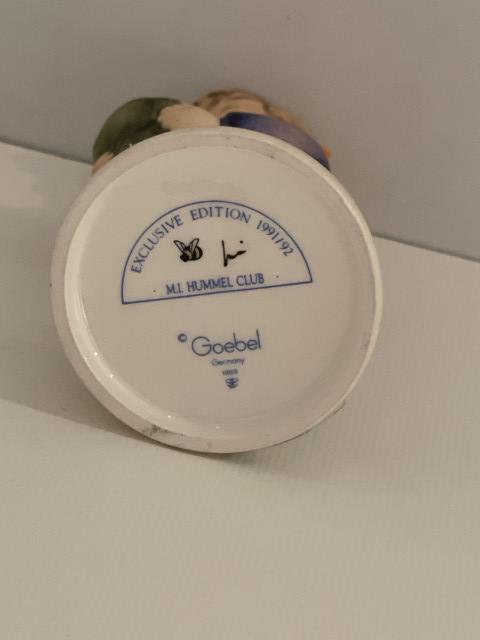 EXCLUSIVE EDITION 1991/92
· M.I. HUMMEL CLUB ·
© Goebel
Germany